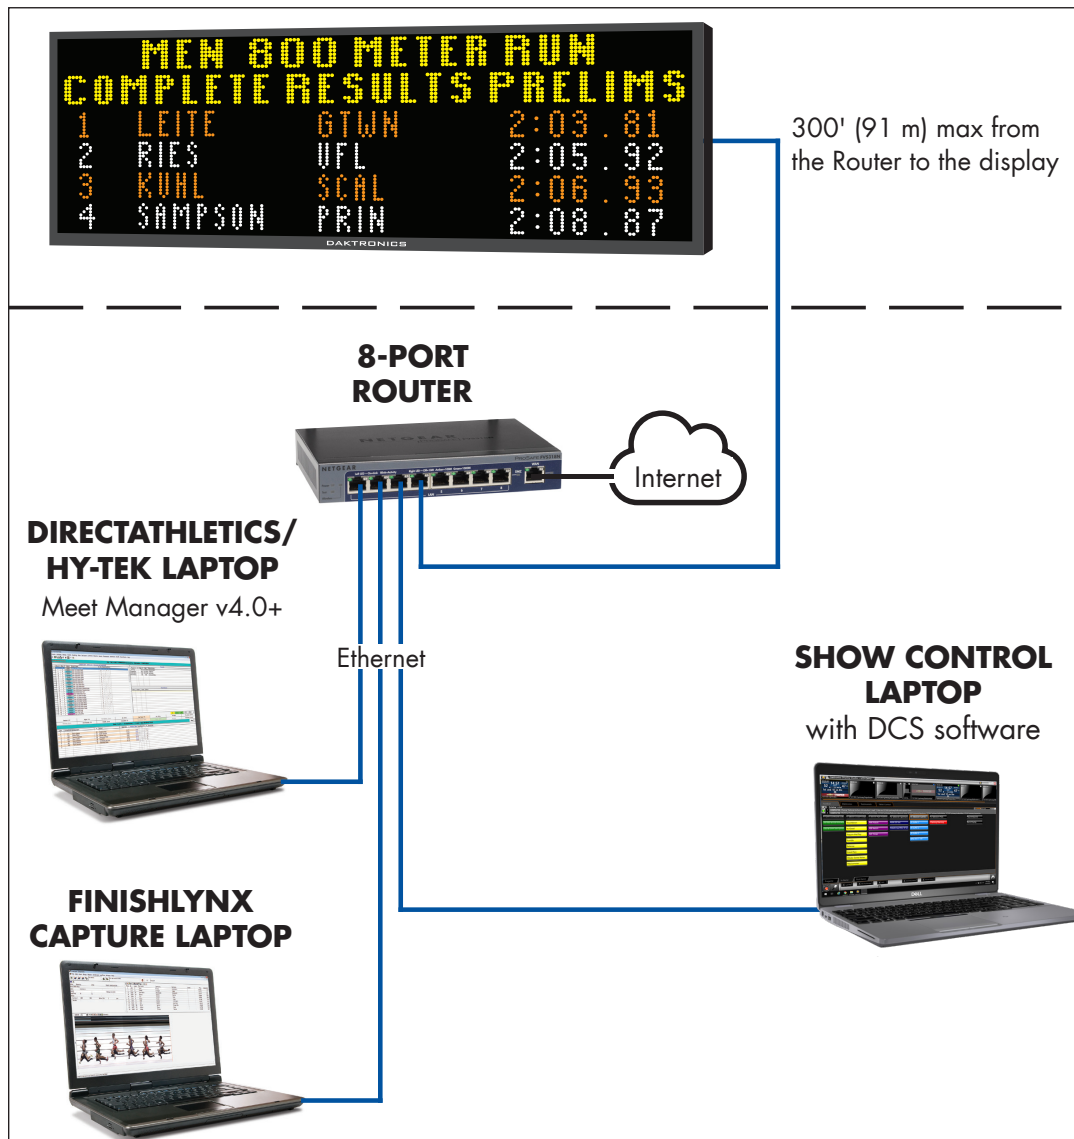 MEN 800 METER RUN
COMPLETE RESULTS PRELIMS
1 LEITE GTWN 2:03.81
2 RIES UFL 2:05.92
3 KUHL SCAL 2:06.93
4 SAMPSON PRIN 2:08.87
DAKTRONICS
300' (91 m) max from
the Router to the display
8-PORT
ROUTER
NETGEAR
NETGEAR
Internet
DIRECTATHLETICS/
HY-TEK LAPTOP
Meet Manager v4.0+
Ethernet
SHOW CONTROL
LAPTOP
with DCS software
DELL
FINISHLYNX
CAPTURE LAPTOP